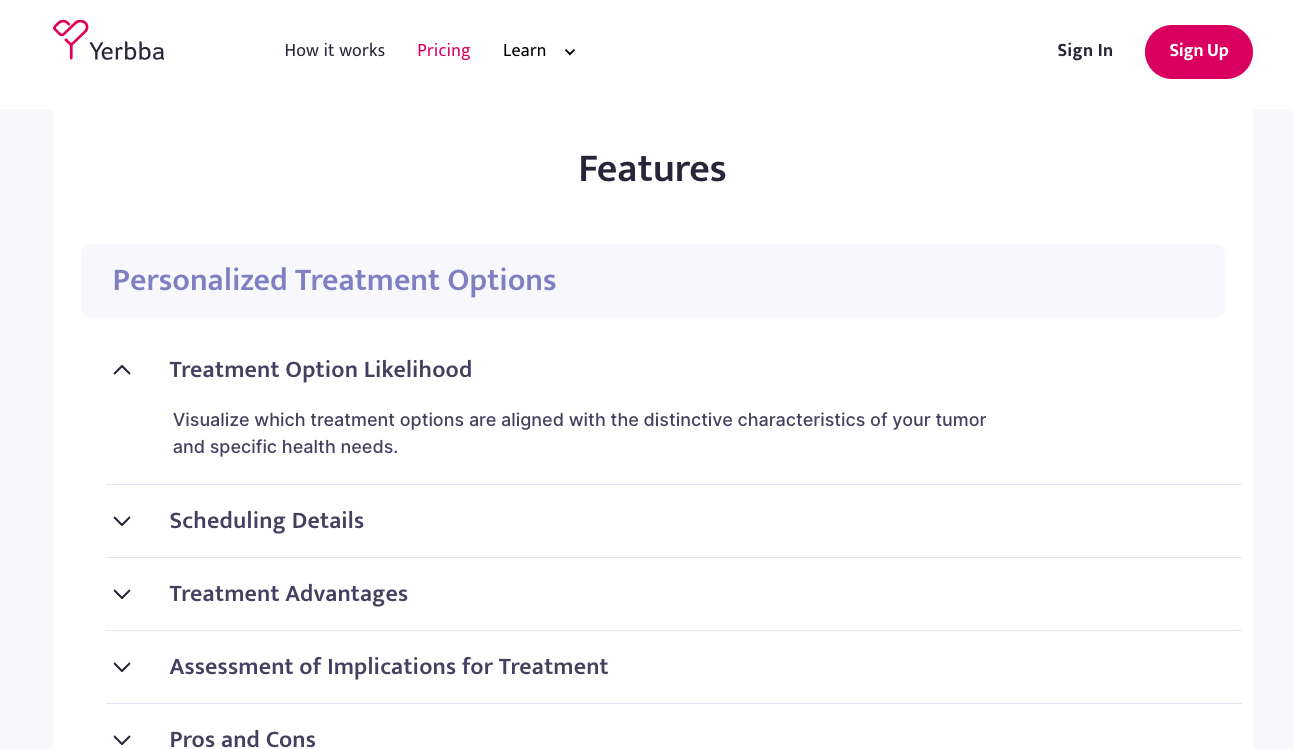 Yerbba
How it works
Pricing
Learn
Sign In
Sign Up
Features
Personalized Treatment Options
Treatment Option Likelihood
Visualize which treatment options are aligned with the distinctive characteristics of your tumor
and specific health needs.
Scheduling Details
Treatment Advantages
Assessment of Implications for Treatment
Pros and Cons